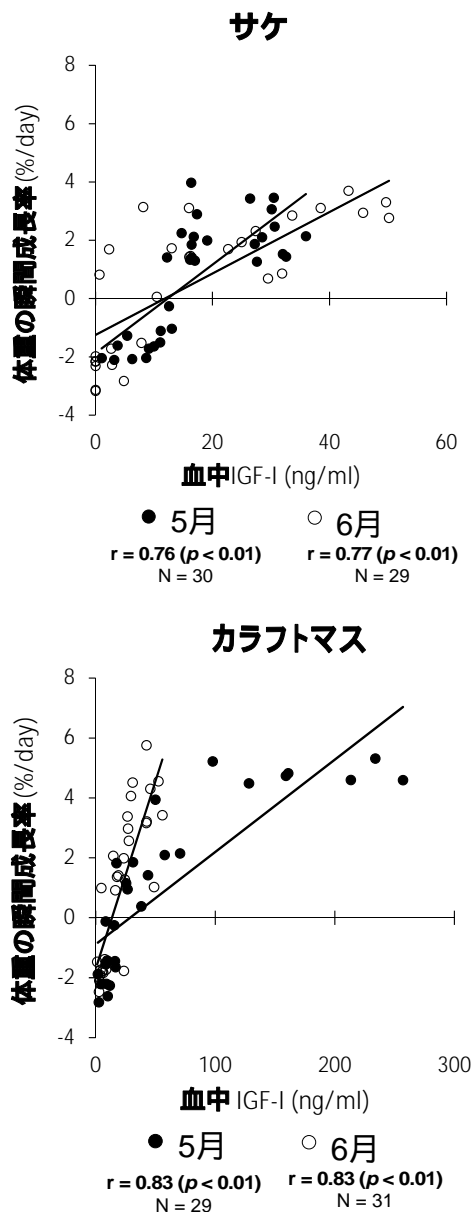 サケ
8
6
4
2
0
-2
-4
体重の瞬間成長率(%/day)
0 20 40 60
血中IGF-I (ng/ml)
● 5月 ○ 6月
r = 0.76 (p < 0.01) r = 0.77 (p < 0.01)
N = 30 N = 29
カラフトマス
8
6
4
2
0
-2
-4
体重の瞬間成長率(%/day)
0 100 200 300
血中 IGF-I (ng/ml)
● 5月 ○ 6月
r = 0.83 (p < 0.01) r = 0.83 (p < 0.01)
N = 29 N = 31